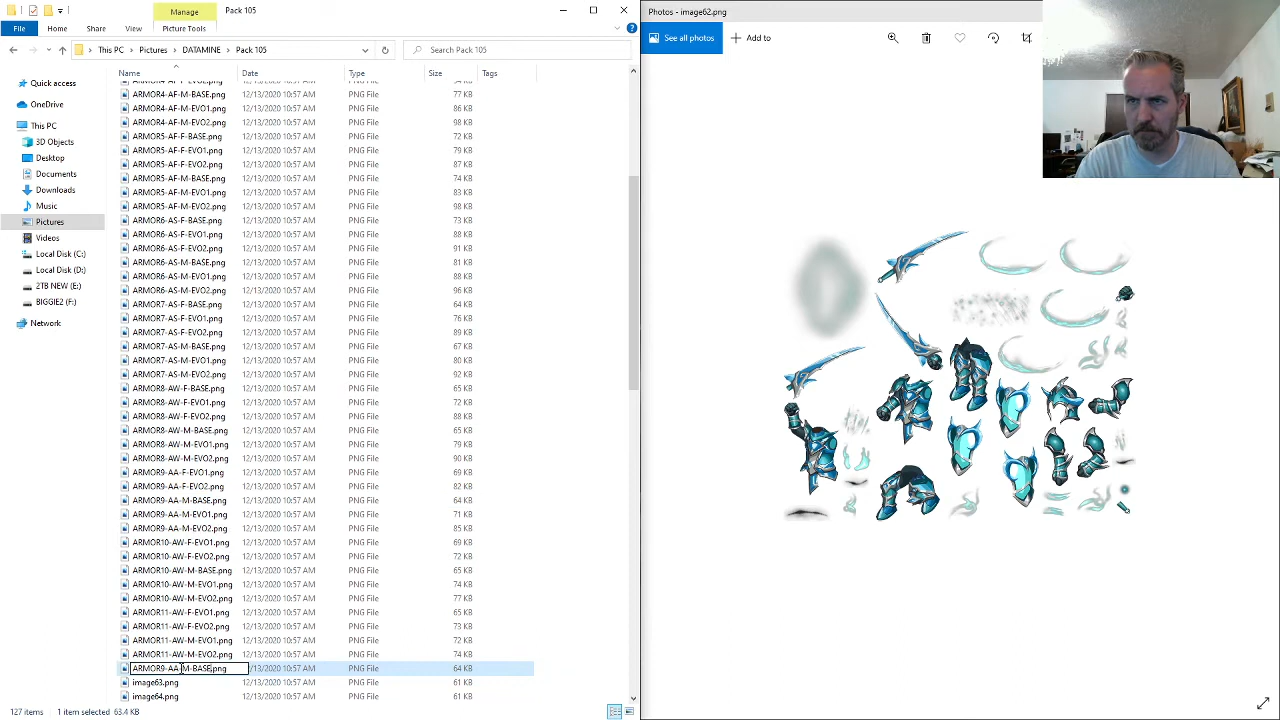 Manage
Pack 105
Photos - image62.png
File
Home
Share
View
Picture Tools
See all photos
Add to
This PC
Pictures
DATAMINE
Pack 105
Search Pack 105
Name
Date
Type
Size
Tags
Quick access
OneDrive
This PC
3D Objects
Desktop
Documents
Downloads
Music
Pictures
Videos
Local Disk (C:)
Local Disk (D:)
2TB NEW (E:)
BIGGIE2 (F:)
Network
ARMOR4-AF-F-EVO2.png 12/13/2020 10:57 AM PNG File 94 KB
ARMOR4-AF-M-BASE.png 12/13/2020 10:57 AM PNG File 77 KB
ARMOR4-AF-M-EVO1.png 12/13/2020 10:57 AM PNG File 86 KB
ARMOR4-AF-M-EVO2.png 12/13/2020 10:57 AM PNG File 98 KB
ARMOR5-AF-F-BASE.png 12/13/2020 10:57 AM PNG File 72 KB
ARMOR5-AF-F-EVO1.png 12/13/2020 10:57 AM PNG File 79 KB
ARMOR5-AF-F-EVO2.png 12/13/2020 10:57 AM PNG File 87 KB
ARMOR5-AF-M-BASE.png 12/13/2020 10:57 AM PNG File 74 KB
ARMOR5-AF-M-EVO1.png 12/13/2020 10:57 AM PNG File 83 KB
ARMOR5-AF-M-EVO2.png 12/13/2020 10:57 AM PNG File 98 KB
ARMOR6-AS-F-BASE.png 12/13/2020 10:57 AM PNG File 73 KB
ARMOR6-AS-F-EVO1.png 12/13/2020 10:57 AM PNG File 88 KB
ARMOR6-AS-F-EVO2.png 12/13/2020 10:57 AM PNG File 91 KB
ARMOR6-AS-M-BASE.png 12/13/2020 10:57 AM PNG File 81 KB
ARMOR6-AS-M-EVO1.png 12/13/2020 10:57 AM PNG File 88 KB
ARMOR6-AS-M-EVO2.png 12/13/2020 10:57 AM PNG File 96 KB
ARMOR7-AS-F-BASE.png 12/13/2020 10:57 AM PNG File 64 KB
ARMOR7-AS-F-EVO1.png 12/13/2020 10:57 AM PNG File 76 KB
ARMOR7-AS-F-EVO2.png 12/13/2020 10:57 AM PNG File 89 KB
ARMOR7-AS-M-BASE.png 12/13/2020 10:57 AM PNG File 67 KB
ARMOR7-AS-M-EVO1.png 12/13/2020 10:57 AM PNG File 80 KB
ARMOR7-AS-M-EVO2.png 12/13/2020 10:57 AM PNG File 92 KB
ARMOR8-AW-F-BASE.png 12/13/2020 10:57 AM PNG File 65 KB
ARMOR8-AW-F-EVO1.png 12/13/2020 10:57 AM PNG File 72 KB
ARMOR8-AW-F-EVO2.png 12/13/2020 10:57 AM PNG File 88 KB
ARMOR8-AW-M-BASE.png 12/13/2020 10:57 AM PNG File 65 KB
ARMOR8-AW-M-EVO1.png 12/13/2020 10:57 AM PNG File 79 KB
ARMOR8-AW-M-EVO2.png 12/13/2020 10:57 AM PNG File 90 KB
ARMOR9-AA-F-EVO1.png 12/13/2020 10:57 AM PNG File 69 KB
ARMOR9-AA-F-EVO2.png 12/13/2020 10:57 AM PNG File 82 KB
ARMOR9-AA-M-BASE.png 12/13/2020 10:57 AM PNG File 64 KB
ARMOR9-AA-M-EVO1.png 12/13/2020 10:57 AM PNG File 71 KB
ARMOR9-AA-M-EVO2.png 12/13/2020 10:57 AM PNG File 85 KB
ARMOR10-AW-F-EVO1.png 12/13/2020 10:57 AM PNG File 69 KB
ARMOR10-AW-F-EVO2.png 12/13/2020 10:57 AM PNG File 72 KB
ARMOR10-AW-M-BASE.png 12/13/2020 10:57 AM PNG File 64 KB
ARMOR10-AW-M-EVO1.png 12/13/2020 10:57 AM PNG File 74 KB
ARMOR10-AW-M-EVO2.png 12/13/2020 10:57 AM PNG File 77 KB
ARMOR11-AW-F-EVO1.png 12/13/2020 10:57 AM PNG File 65 KB
ARMOR11-AW-F-EVO2.png 12/13/2020 10:57 AM PNG File 73 KB
ARMOR11-AW-M-EVO1.png 12/13/2020 10:57 AM PNG File 72 KB
ARMOR11-AW-M-EVO2.png 12/13/2020 10:57 AM PNG File 74 KB
ARMOR9-AA-M-BASE.png 12/13/2020 10:57 AM PNG File 64 KB
image63.png 12/13/2020 10:57 AM PNG File 61 KB
image64.png 12/13/2020 10:57 AM PNG File 61 KB
127 items 1 item selected 63.4 KB